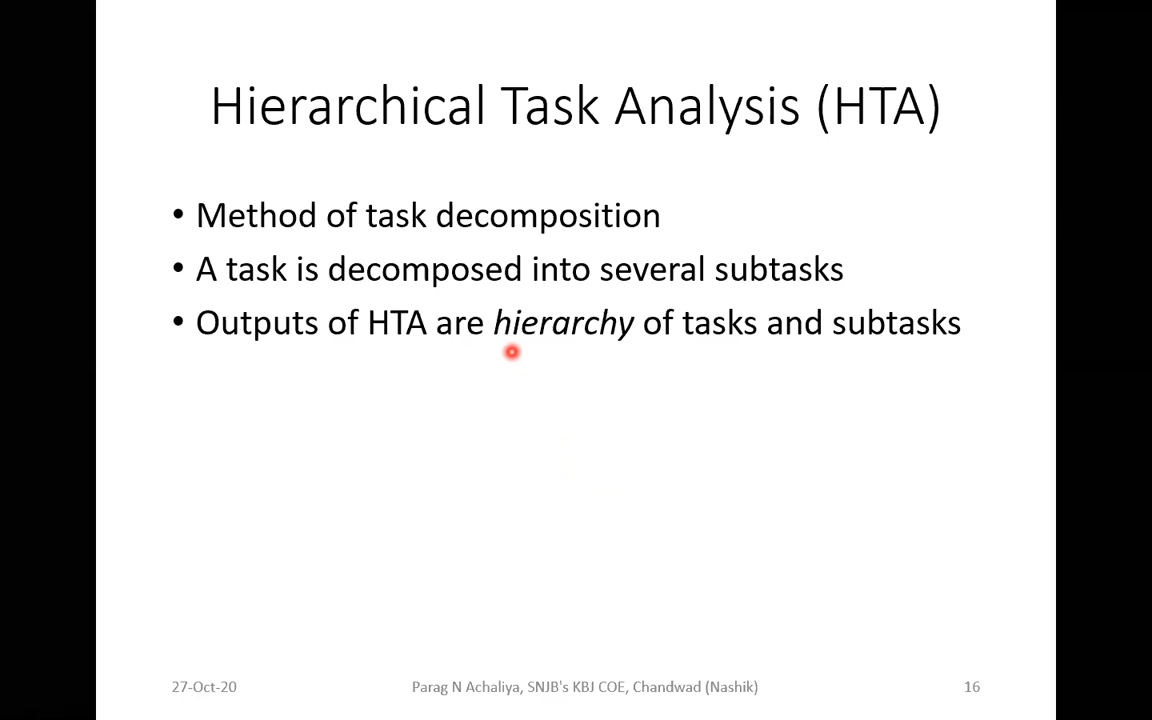 Hierarchical Task Analysis (HTA)
• Method of task decomposition
• A task is decomposed into several subtasks
• Outputs of HTA are hierarchy of tasks and subtasks
27-Oct-20
Parag N Achaliya, SNJB's KBJ COE, Chandwad (Nashik)
16